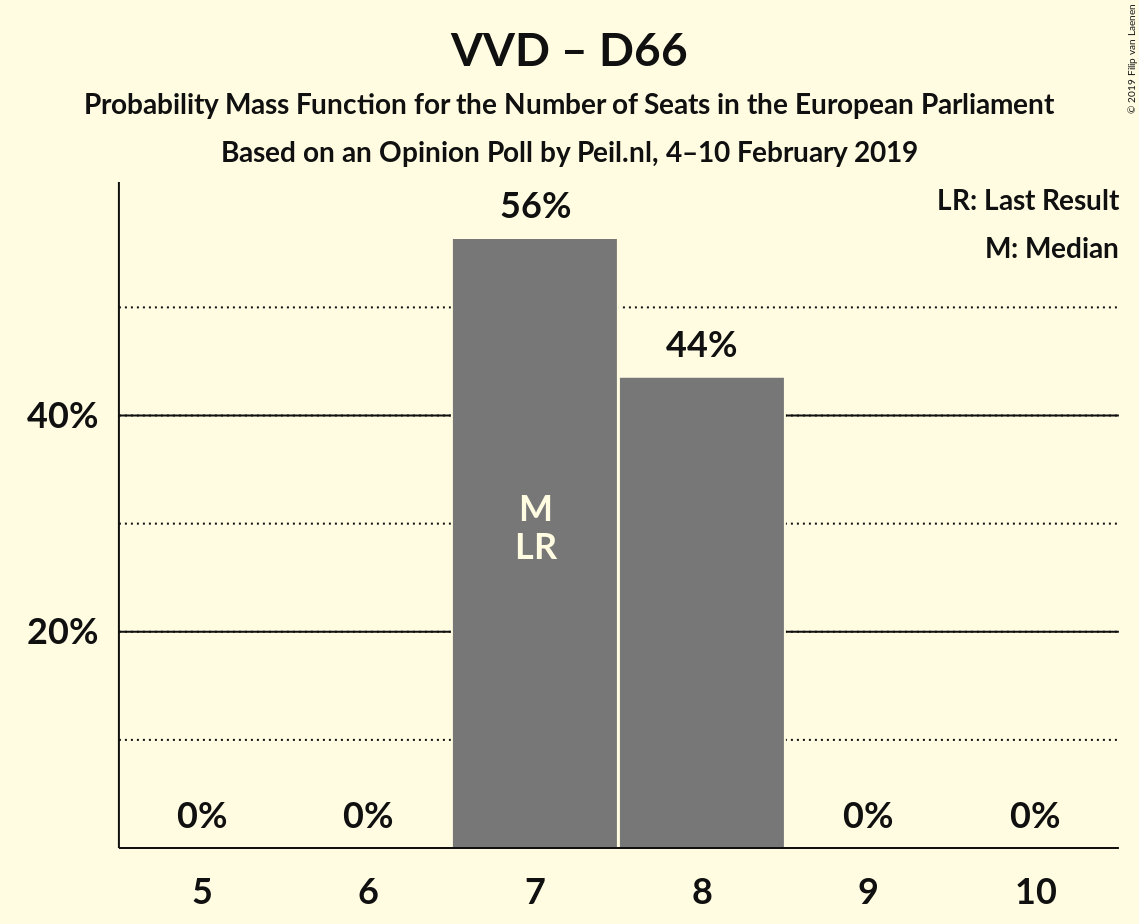 VVD – D66
Probability Mass Function for the Number of Seats in the European Parliament
Based on an Opinion Poll by Peil.nl, 4–10 February 2019
© 2019 Filip van Laenen
LR: Last Result
M: Median
56%
44%
40%
20%
M
LR
0%
0%
0%
0%
5
6
7
8
9
10